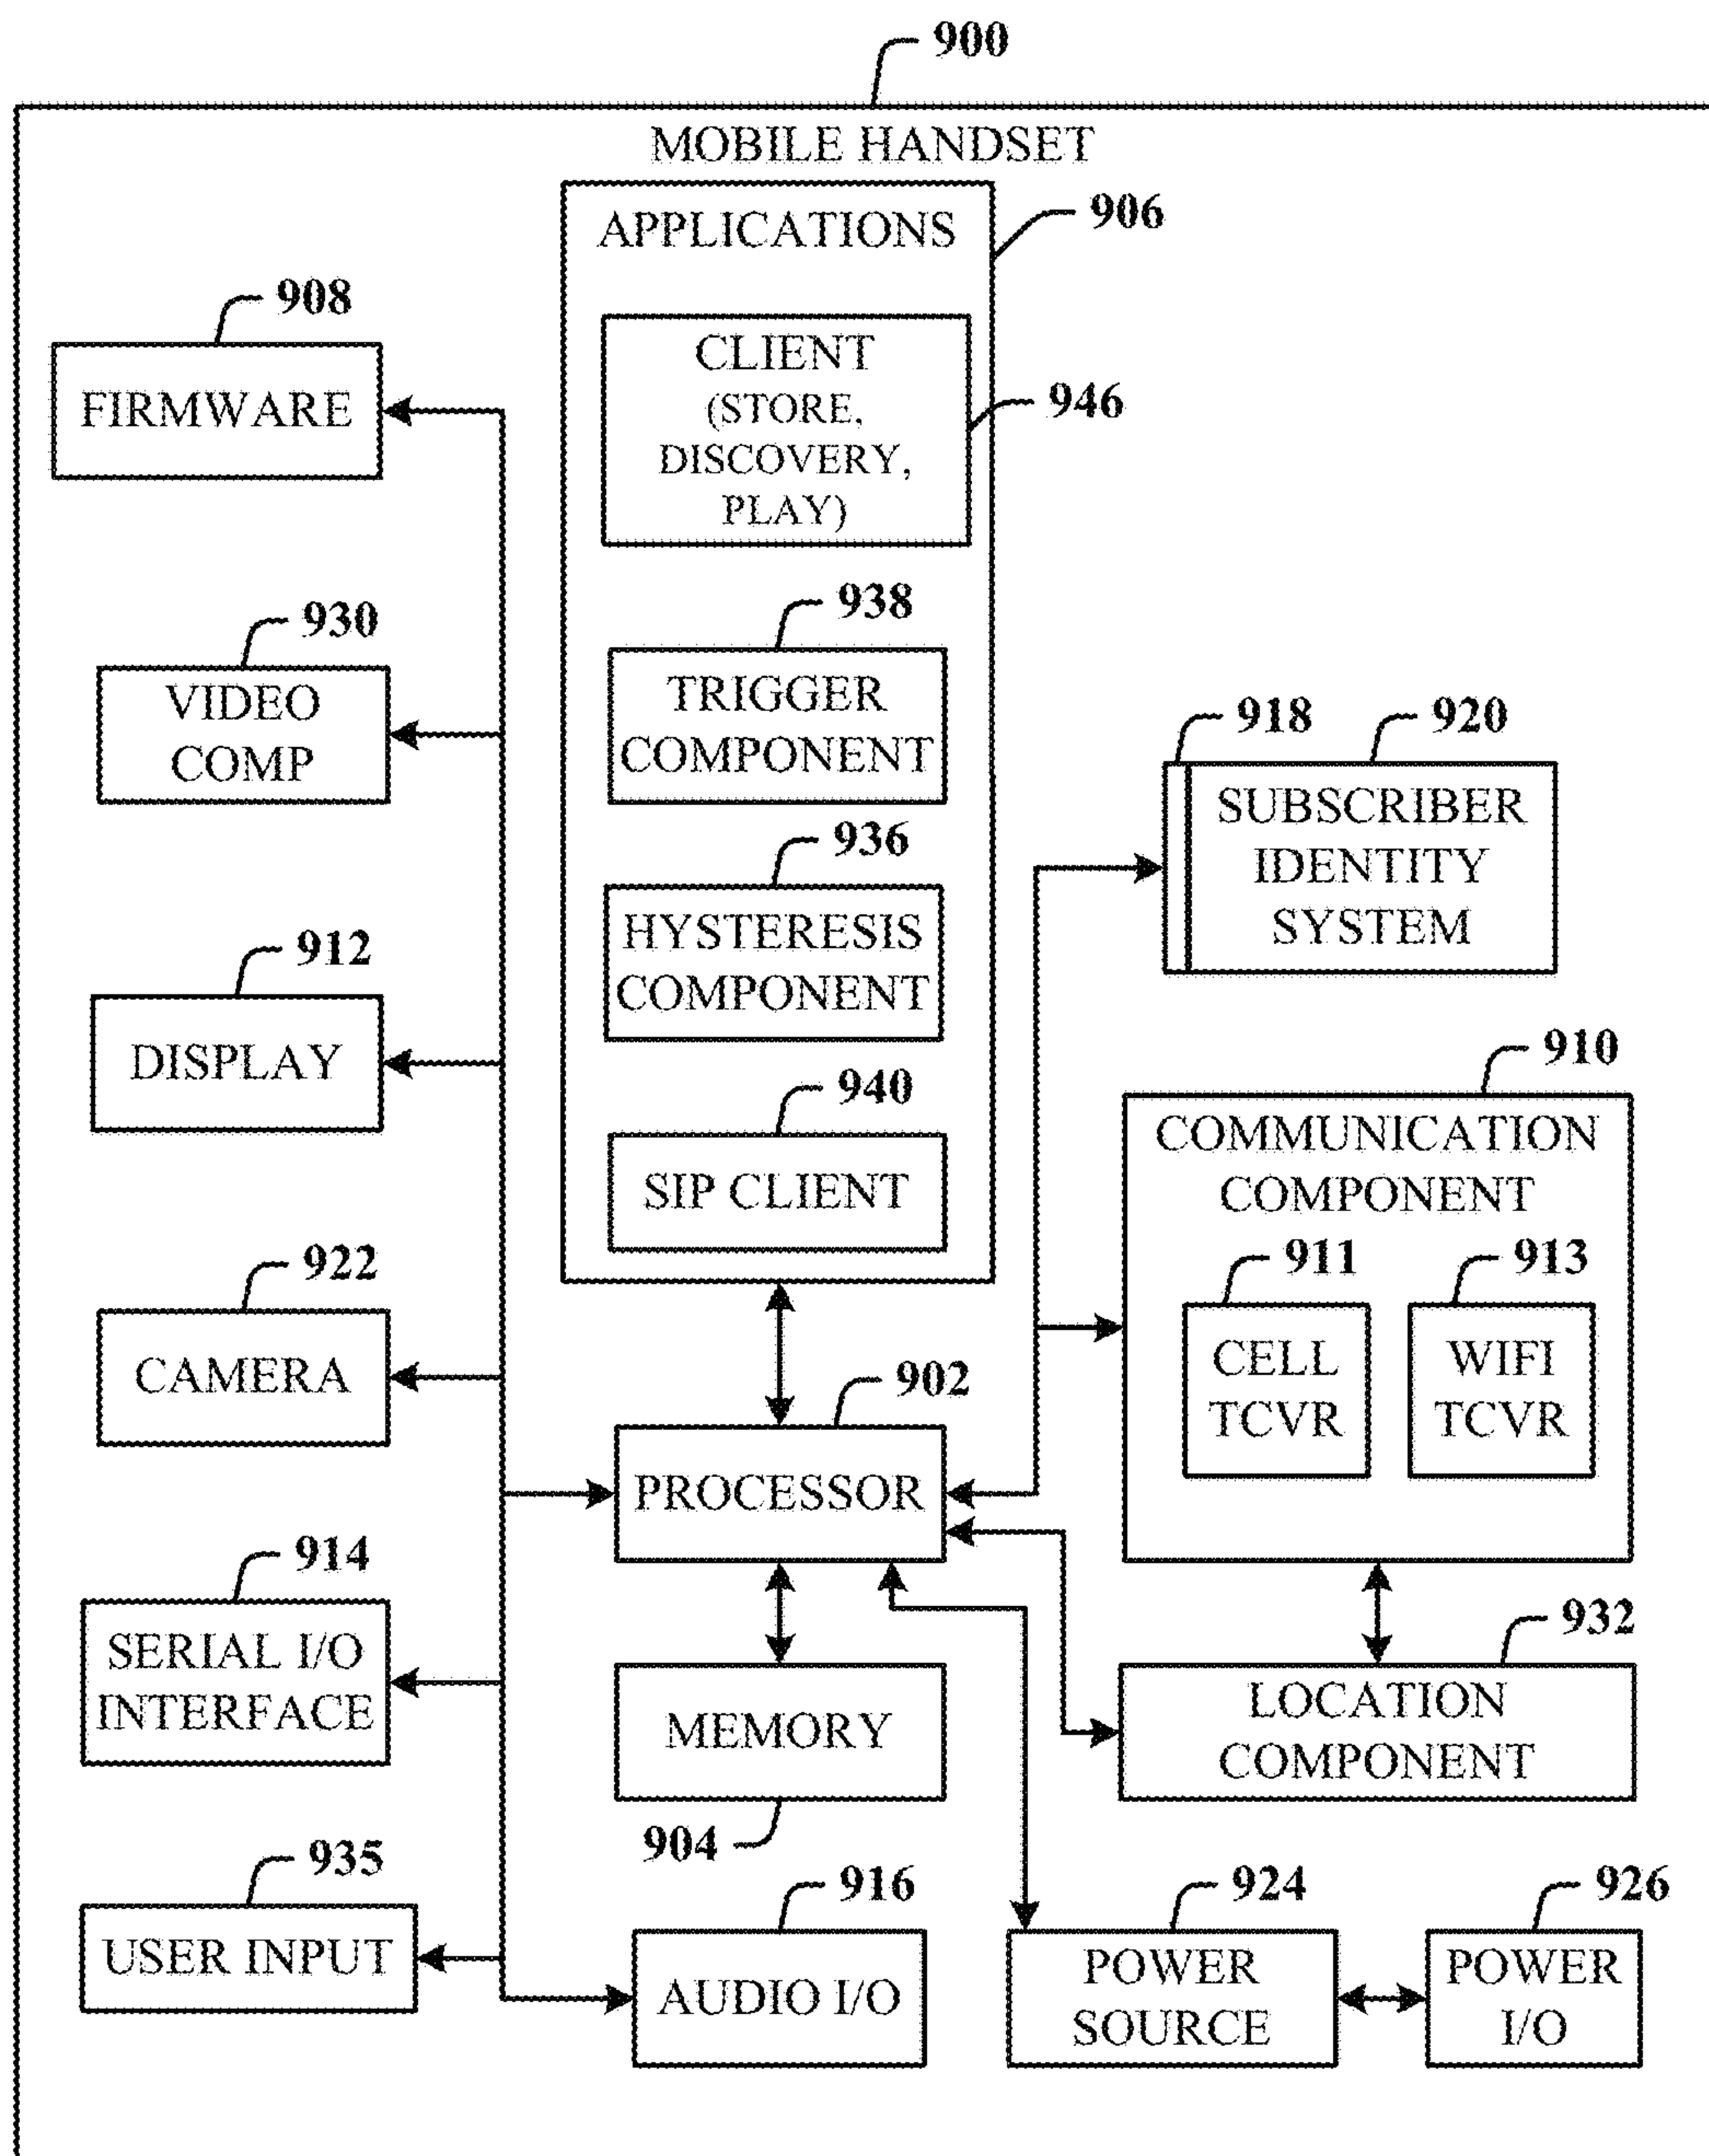 900
MOBILE HANDSET
APPLICATIONS
906
CLIENT
(STORE,
DISCOVERY,
PLAY)
946
908
FIRMWARE
938
TRIGGER
COMPONENT
930
VIDEO
COMP
918
920
SUBSCRIBER
IDENTITY
SYSTEM
936
HYSTERESIS
COMPONENT
912
DISPLAY
940
SIP CLIENT
910
COMMUNICATION
COMPONENT
911
CELL
TCVR
913
WIFI
TCVR
922
CAMERA
902
PROCESSOR
914
SERIAL I/O
INTERFACE
MEMORY
904
932
LOCATION
COMPONENT
935
USER INPUT
916
AUDIO I/O
924
POWER
SOURCE
926
POWER
I/O